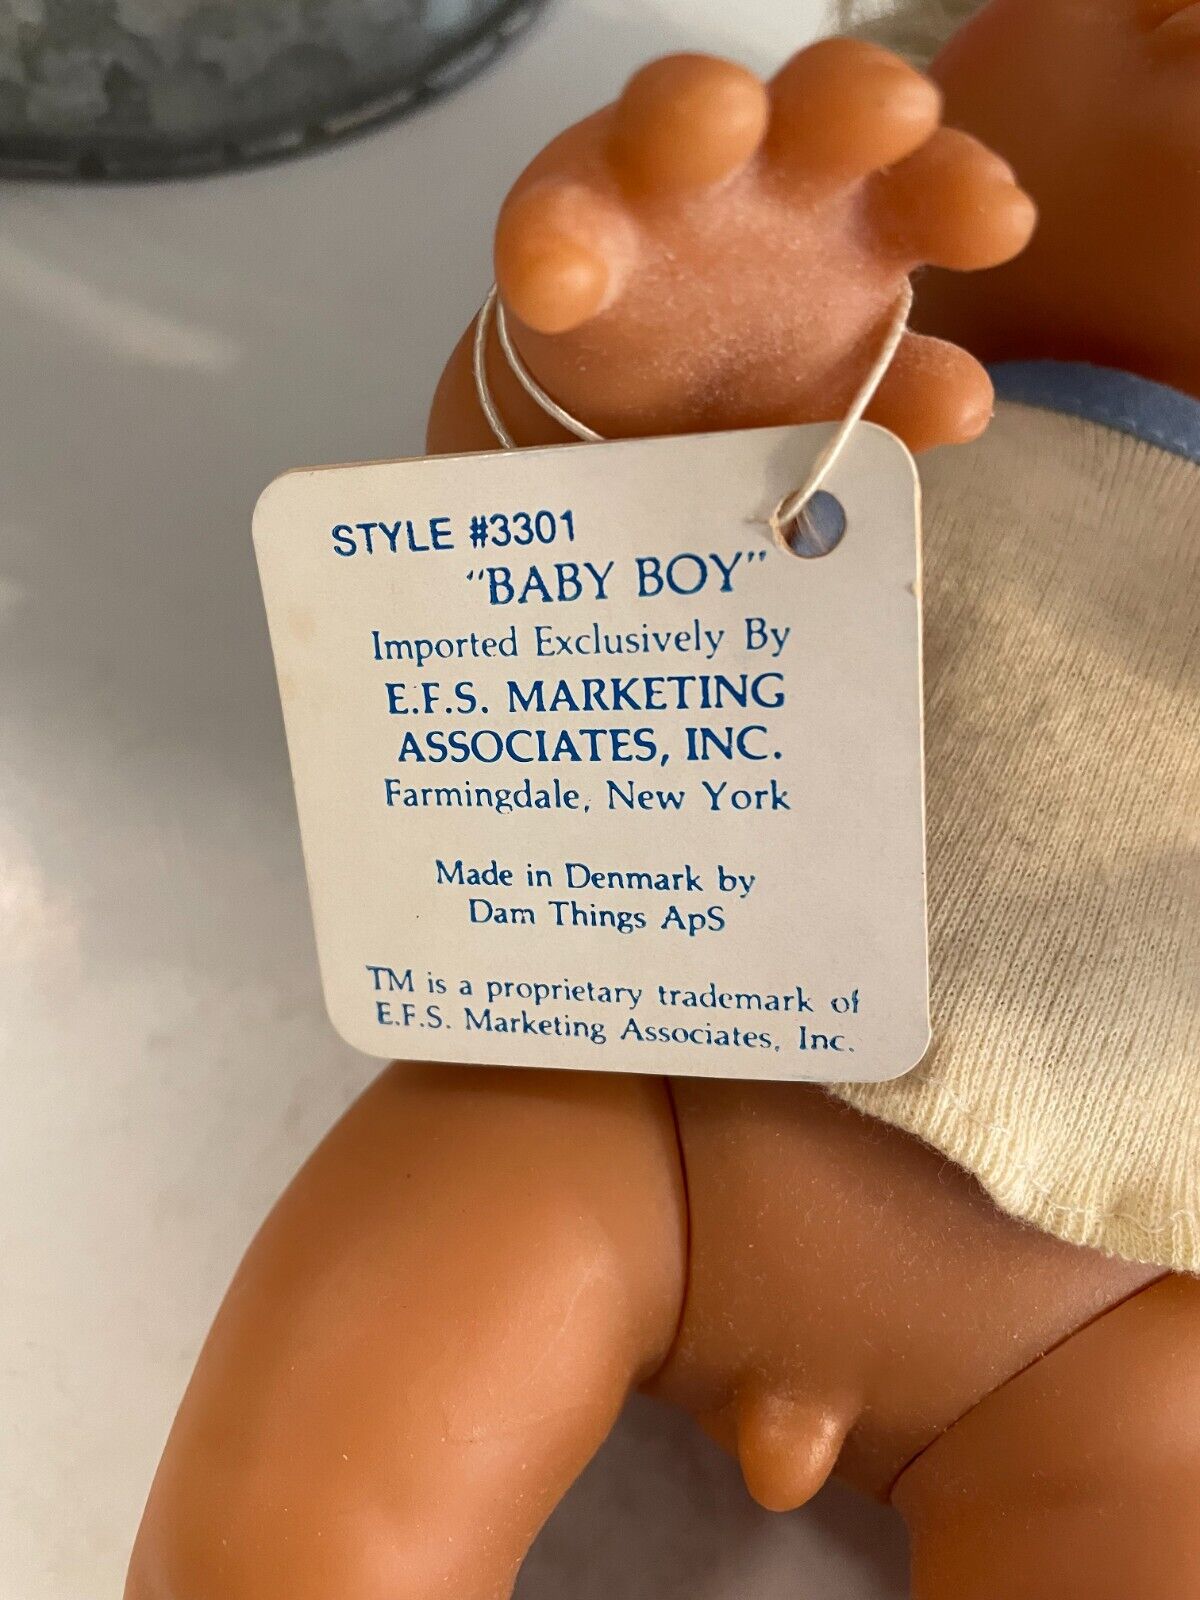 STYLE #3301
"BABY BOY"
Imported Exclusively By
E.F.S. MARKETING
ASSOCIATES, INC.
Farmingdale, New York
Made in Denmark by
Dam Things ApS
TM is a proprietary trademark of
E.F.S. Marketing Associates, Inc.